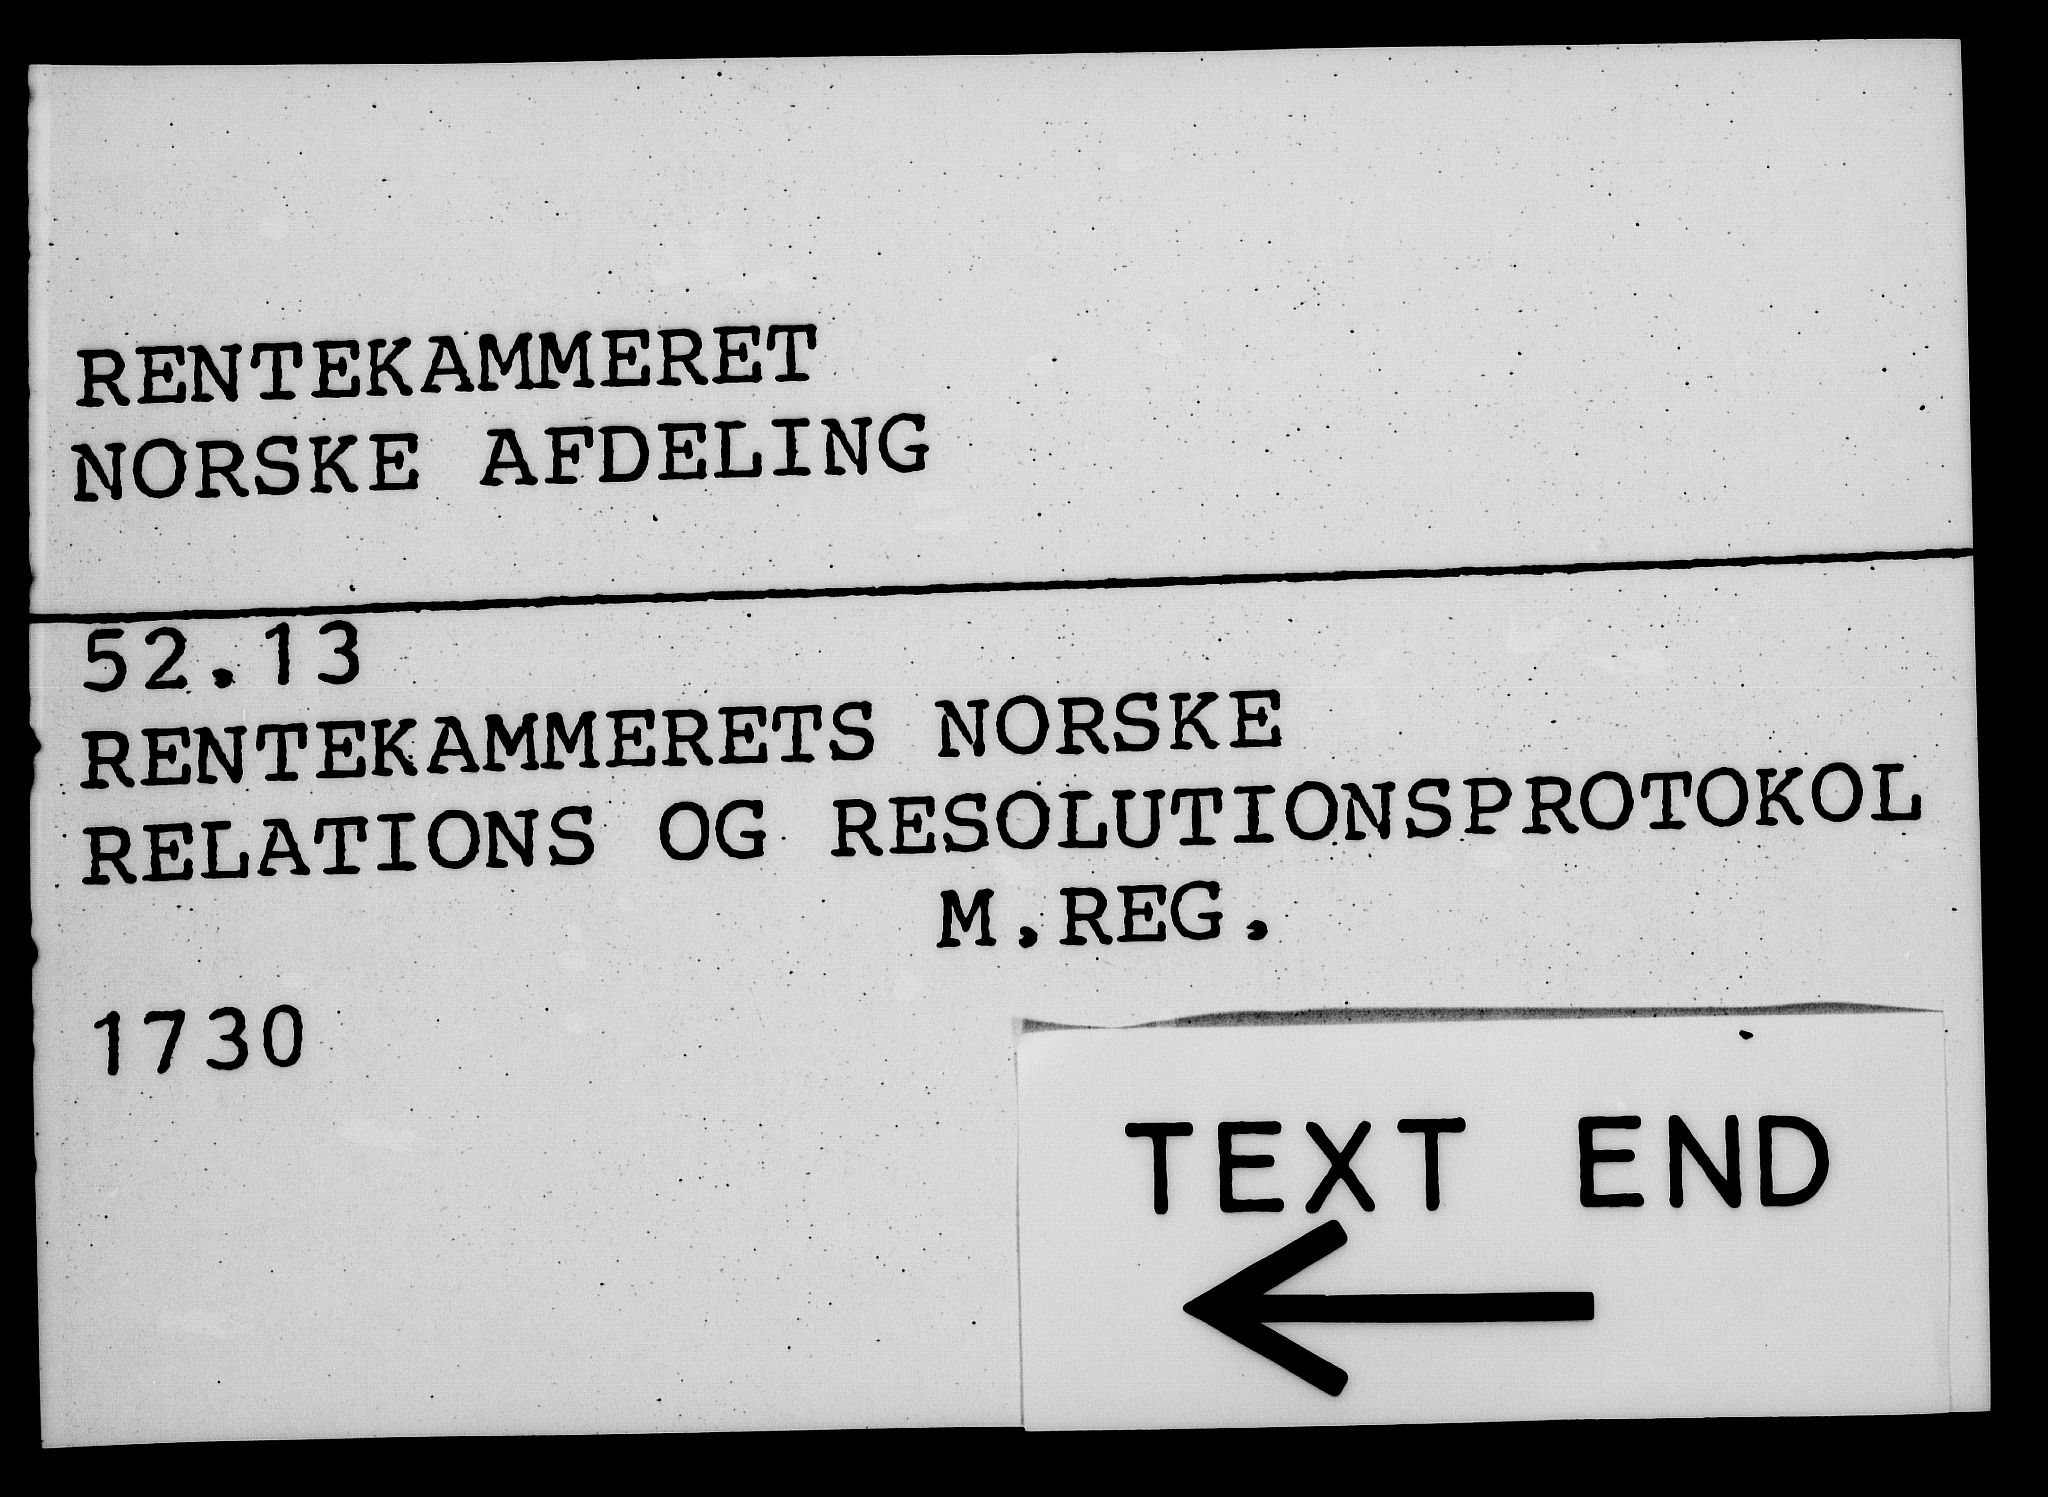 RENTEKAMMERET
NORSKE AFDELING
52.13
RENTEKAMMERETS NORSKE
RELATIONS OG RESOLUTIONSPROTOKOL
M.REG.
1730
TEXT END